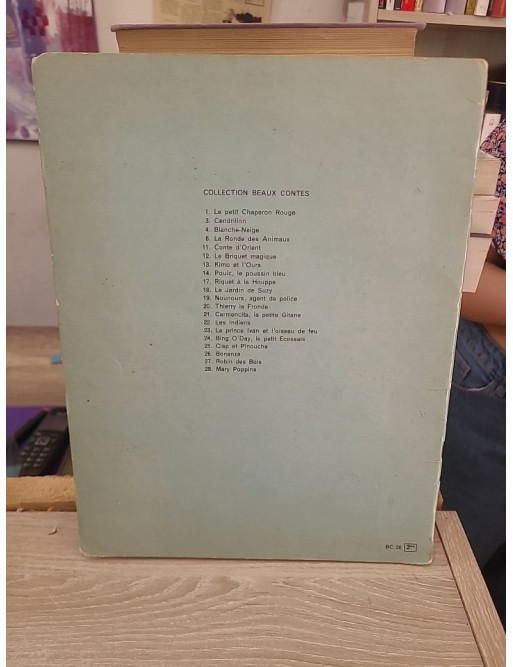 COLLECTION BEAUX CONTES
1. Le petit Chaperon Rouge
3. Cendrillon
4. Blanche-Neige
6. La Ronde des Animaux
11. Conte d'Orient
12. Le Briquet magique
13. Kimo et l'Ours
14. Pouic, le poussin bleu
17. Riquet à la Houppe
18. Le Jardin de Suzy
19. Nounours, agent de police
20. Thierry la Fronde
21. Carmencita, la petite Gitane
22. Les Indiens
23. Le prince Ivan et l'oiseau de feu
24. Bing O'Day, le petit Ecossais
25. Clap et Pinouche
26. Bonanza
27. Robin des Bois
28. Mary Poppins
BC 28